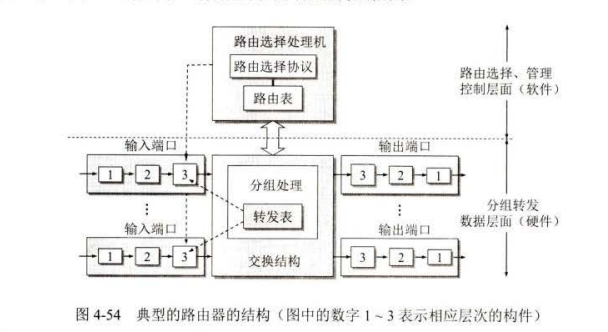 路由选择处理机
路由选择协议
路由表
路由选择、管理
控制层面（软件）
输入端口
输出端口
1 2 3
分组处理
3 2 1
转发表
分组转发
数据层面（硬件）
输入端口
输出端口
1 2 3
交换结构
3 2 1
图 4-54 典型的路由器的结构（图中的数字 1 ~ 3 表示相应层次的构件）